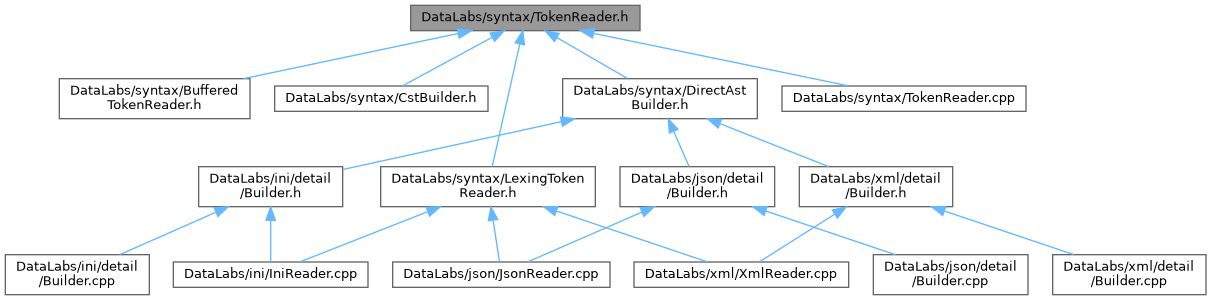 DataLabs/syntax/TokenReader.h
DataLabs/syntax/Buffered
TokenReader.h
DataLabs/syntax/CstBuilder.h
DataLabs/syntax/DirectAst
Builder.h
DataLabs/syntax/TokenReader.cpp
DataLabs/ini/detail
/Builder.h
DataLabs/syntax/LexingToken
Reader.h
DataLabs/json/detail
/Builder.h
DataLabs/xml/detail
/Builder.h
DataLabs/ini/detail
/Builder.cpp
DataLabs/ini/IniReader.cpp
DataLabs/json/JsonReader.cpp
DataLabs/xml/XmlReader.cpp
DataLabs/json/detail
/Builder.cpp
DataLabs/xml/detail
/Builder.cpp